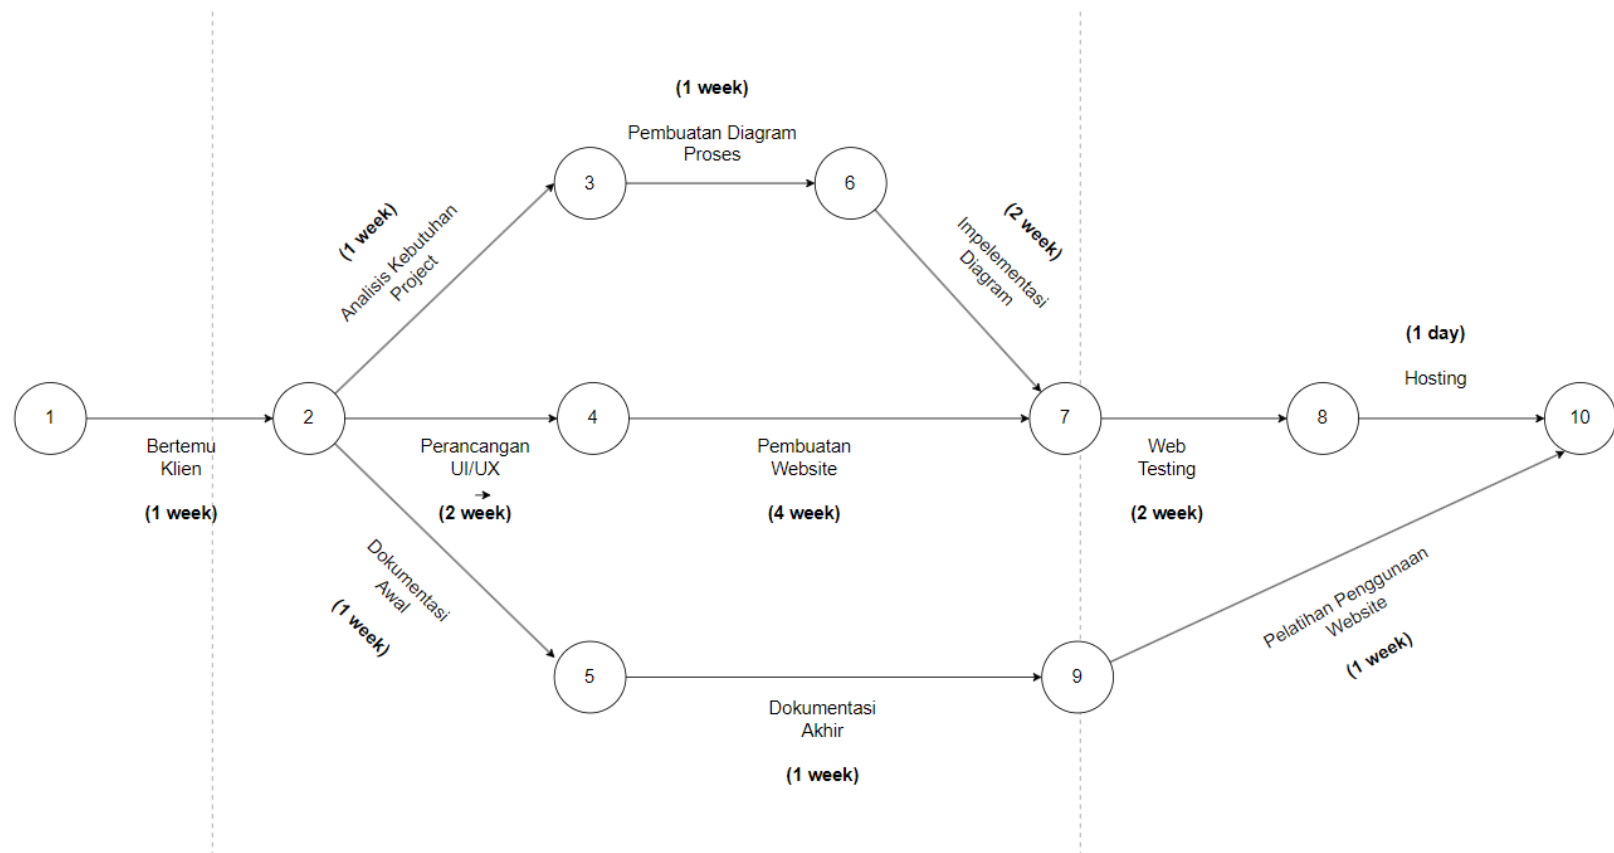 (1 week)
Pembuatan Diagram
Proses
3
6
(1 week)
Analisis Kebutuhan
Project
(2 week)
Impelementasi
Diagram
(1 day)
Hosting
1
2
4
7
8
10
Bertemu
Klien
(1 week)
Perancangan
UI/UX
(2 week)
Pembuatan
Website
(4 week)
Web
Testing
(2 week)
Dokumentasi
Awal
(1 week)
5
9
Dokumentasi
Akhir
(1 week)
Pelatihan Penggunaan
Website
(1 week)